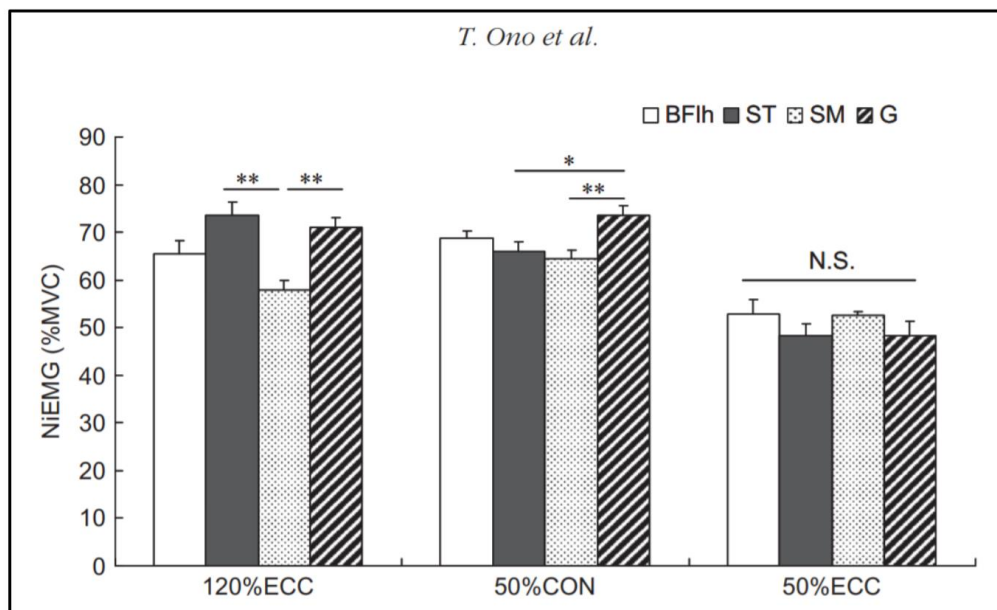 T. Ono et al.
BFlh ST SM G
NiEMG (%MVC)
90
80
70
60
50
40
30
20
10
0
** **
*
**
N.S.
120%ECC 50%CON 50%ECC